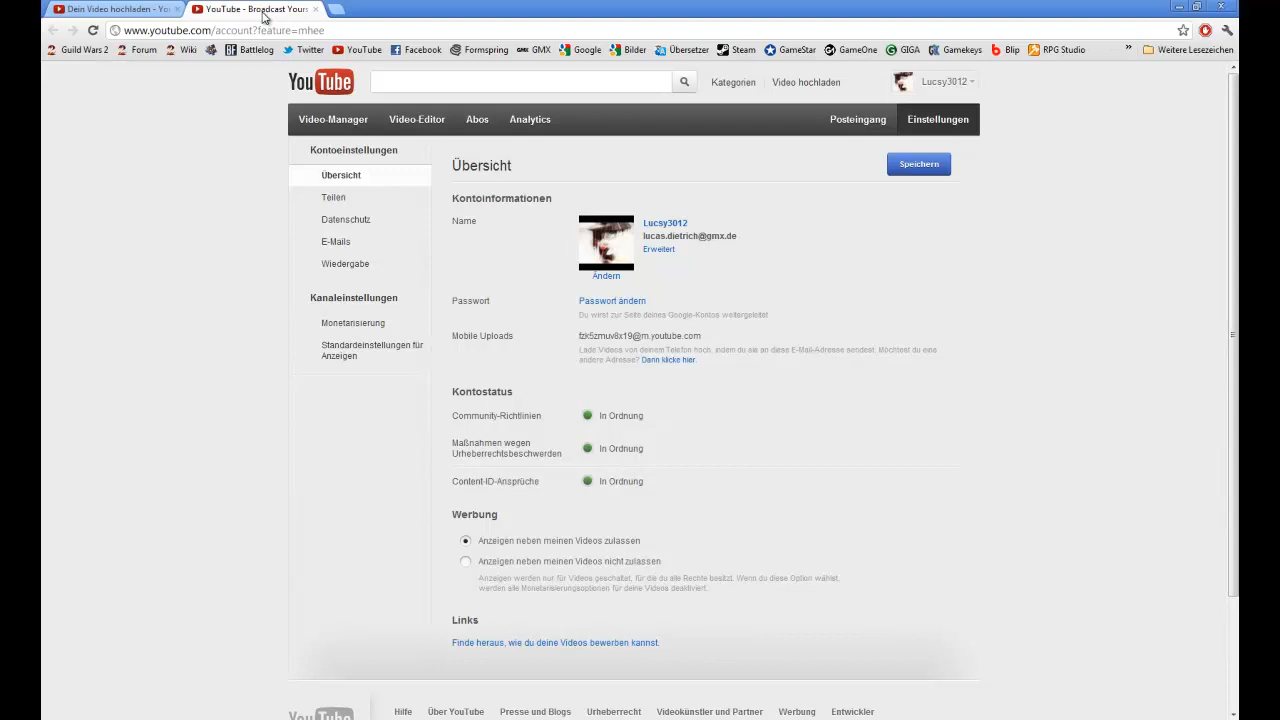 Dein Video hochladen - Yo
YouTube - Broadcast Yours
www.youtube.com/account?feature=mhee
Guild Wars 2 Forum Wiki Battlelog Twitter YouTube Facebook Formspring GMX GMX Google Bilder Übersetzer Steam GameStar GameOne GIGA Gamekeys Blip RPG Studio » Weitere Lesezeichen
YouTube Kategorien Video hochladen Lucsy3012
Video-Manager Video-Editor Abos Analytics Posteingang Einstellungen
Kontoeinstellungen
Übersicht
Teilen
Datenschutz
E-Mails
Wiedergabe
Kanaleinstellungen
Monetarisierung
Standardeinstellungen für
Anzeigen
Übersicht
Speichern
Kontoinformationen
Name
Lucsy3012
lucas.dietrich@gmx.de
Erweitert
Ändern
Passwort Passwort ändern
Du wirst zur Seite deines Google-Kontos weitergeleitet
Mobile Uploads fzk5zmuv8x19@m.youtube.com
Lade Videos von deinem Telefon hoch, indem du sie an diese E-Mail-Adresse sendest. Möchtest du eine
andere Adresse? Dann klicke hier.
Kontostatus
Community-Richtlinien In Ordnung
Maßnahmen wegen
Urheberrechtsbeschwerden In Ordnung
Content-ID-Ansprüche In Ordnung
Werbung
Anzeigen neben meinen Videos zulassen
Anzeigen neben meinen Videos nicht zulassen
Anzeigen werden nur für Videos geschaltet, für die du alle Rechte besitzt. Wenn du diese Option wählst,
werden alle Monetarisierungsoptionen für deine Videos deaktiviert.
Links
Finde heraus, wie du deine Videos bewerben kannst.
YouTube
Hilfe Über YouTube Presse und Blogs Urheberrecht Videokünstler und Partner Werbung Entwickler